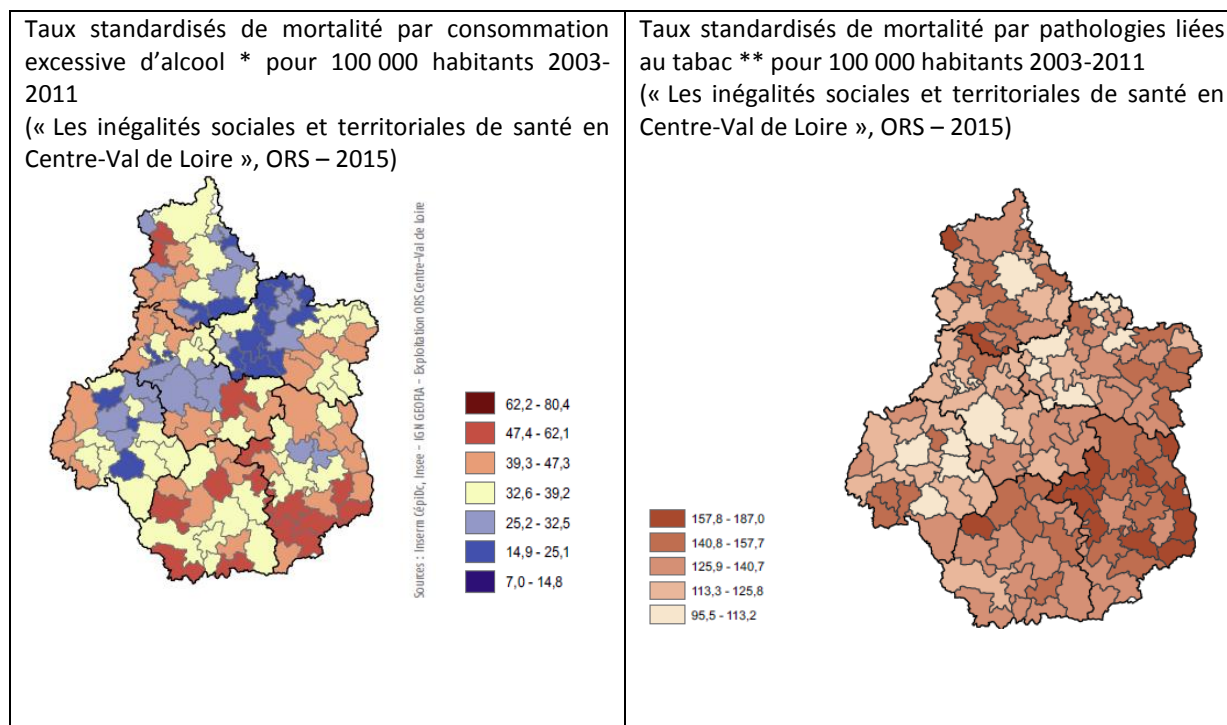 Taux standardisés de mortalité par consommation
excessive d'alcool * pour 100 000 habitants 2003-
2011
(« Les inégalités sociales et territoriales de santé en
Centre-Val de Loire », ORS – 2015)
Sources : Inserm CépiDc, Insee – IGN GEOFLA – Exploitation ORS Centre-Val de Loire
62,2 - 80,4
47,4 - 62,1
39,3 - 47,3
32,6 - 39,2
25,2 - 32,5
14,9 - 25,1
7,0 - 14,8
Taux standardisés de mortalité par pathologies liées
au tabac ** pour 100 000 habitants 2003-2011
(« Les inégalités sociales et territoriales de santé en
Centre-Val de Loire », ORS – 2015)
157,8 - 187,0
140,8 - 157,7
125,9 - 140,7
113,3 - 125,8
95,5 - 113,2